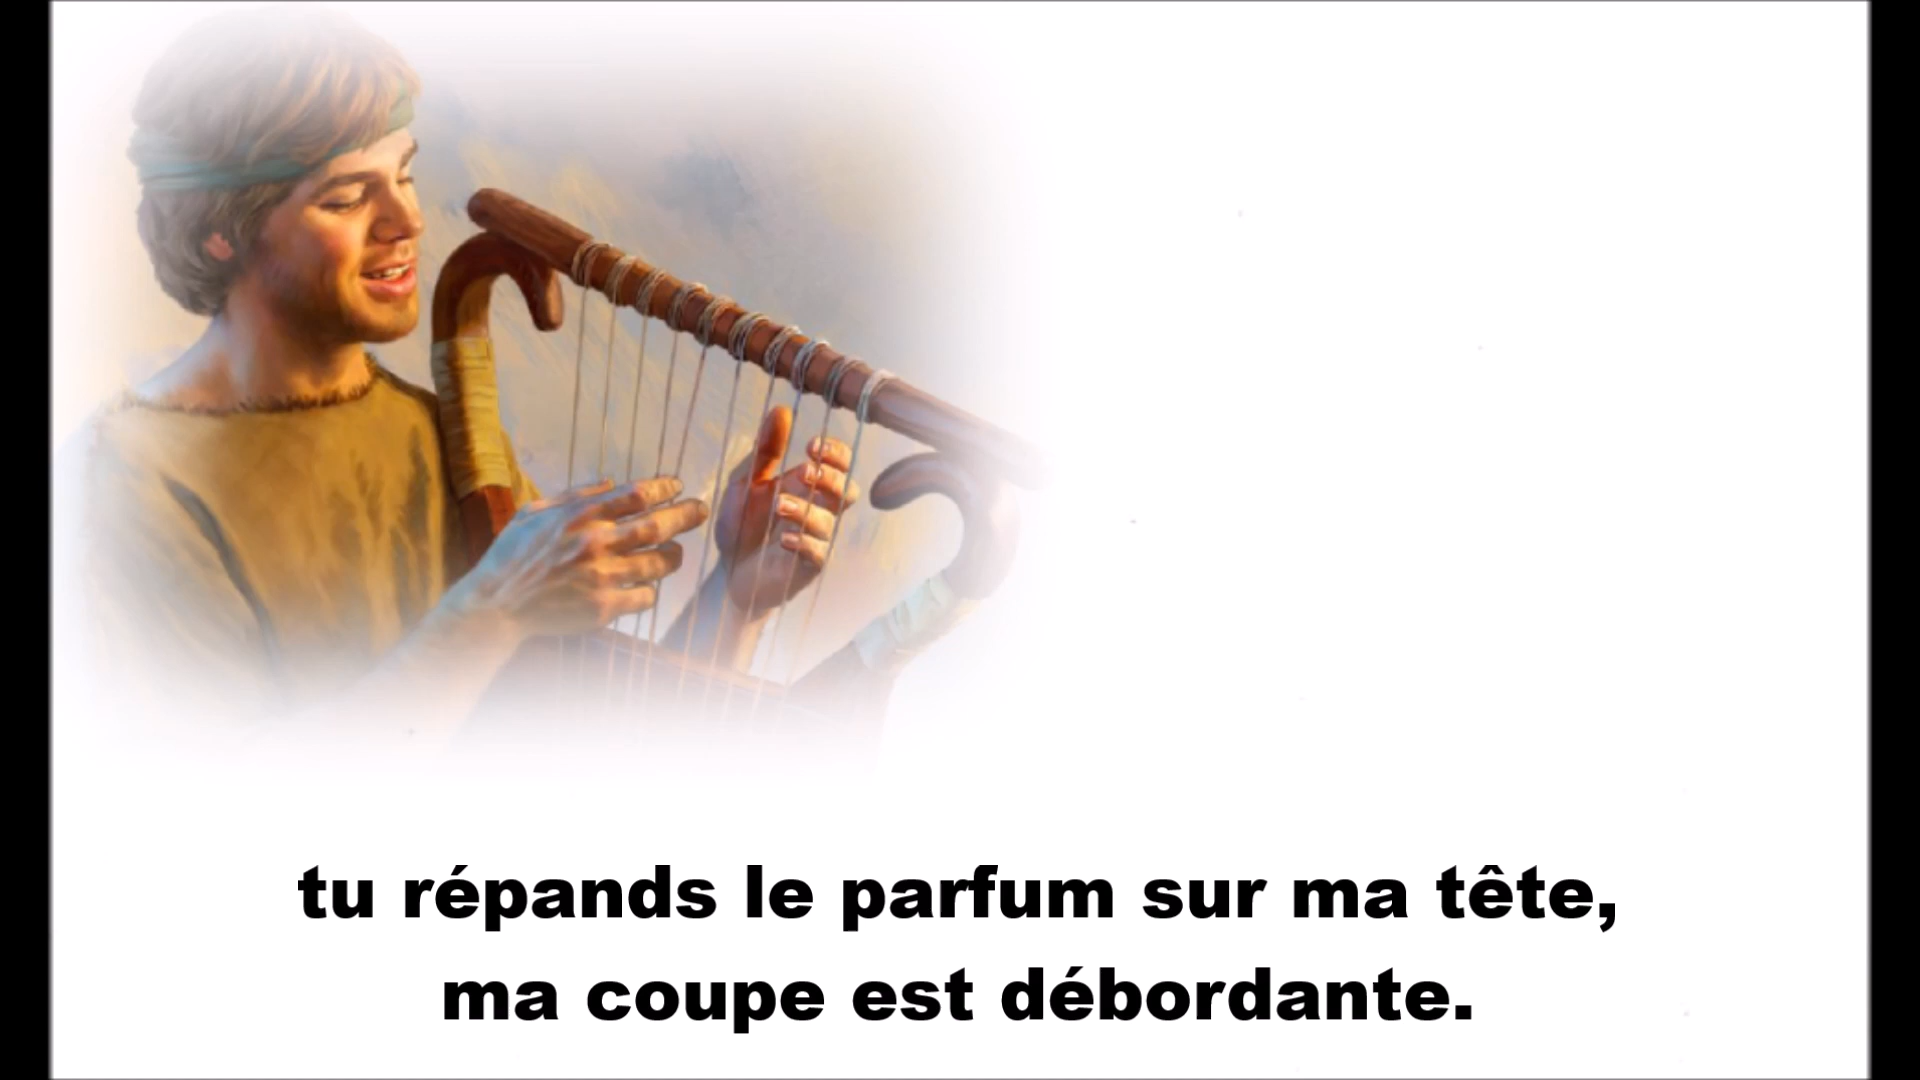 tu répands le parfum sur ma tête,
ma coupe est débordante.